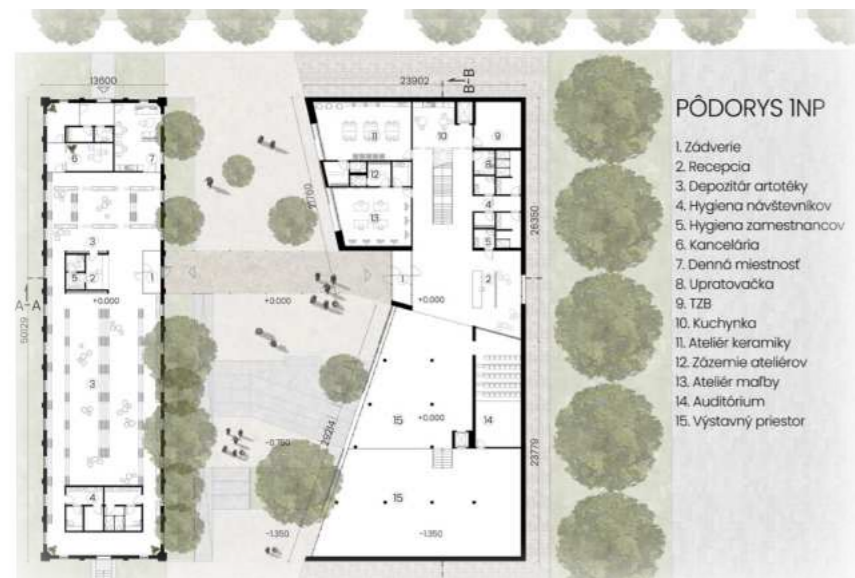 13600
23902
B-B
PÔDORYS 1NP
1. Zádverie
2. Recepcia
3. Depozitár artotéky
4. Hygiena návštevníkov
5. Hygiena zamestnancov
6. Kancelária
7. Denná miestnosť
8. Upratovačka
9. TZB
10. Kuchynka
11. Ateliér keramiky
12. Zázemie ateliérov
13. Ateliér maľby
14. Auditórium
15. Výstavný priestor
6
7
11
10
9
8
12
4
13
5
26350
3
5
2
1
1
2
A-A
+0.000
+0.000
+0.000
50129
3
15
+0.000
14
-0.750
29214
23779
4
15
-1.350
-1.350